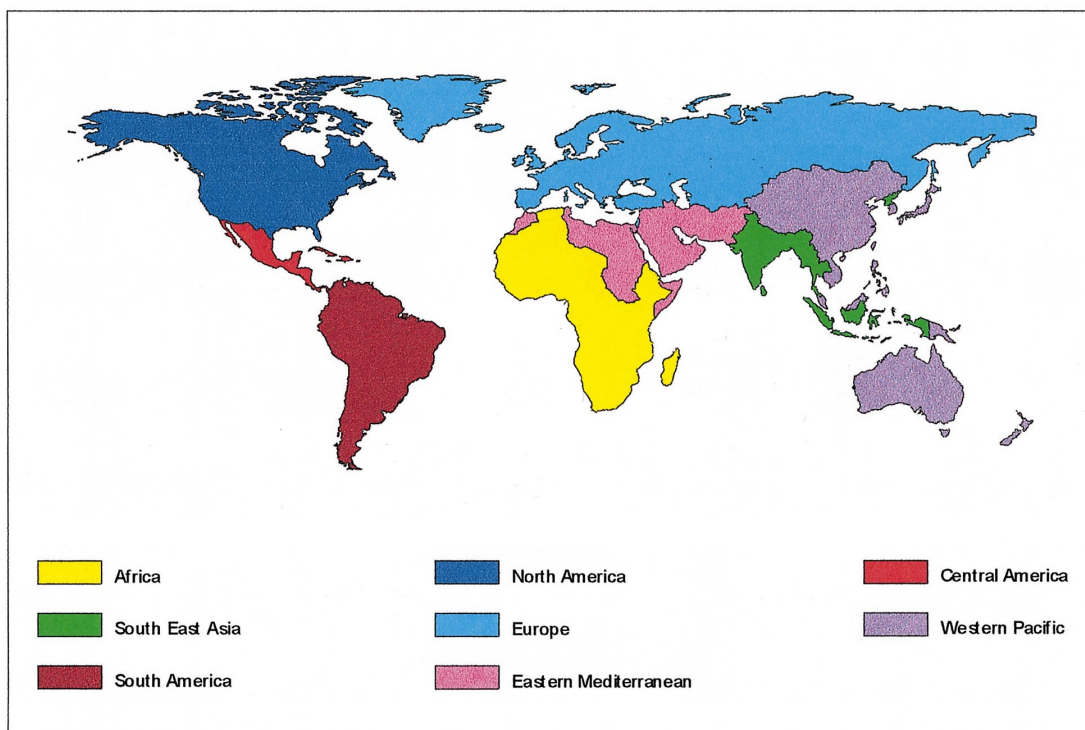 Africa
North America
Central America
South East Asia
Europe
Western Pacific
South America
Eastern Mediterranean